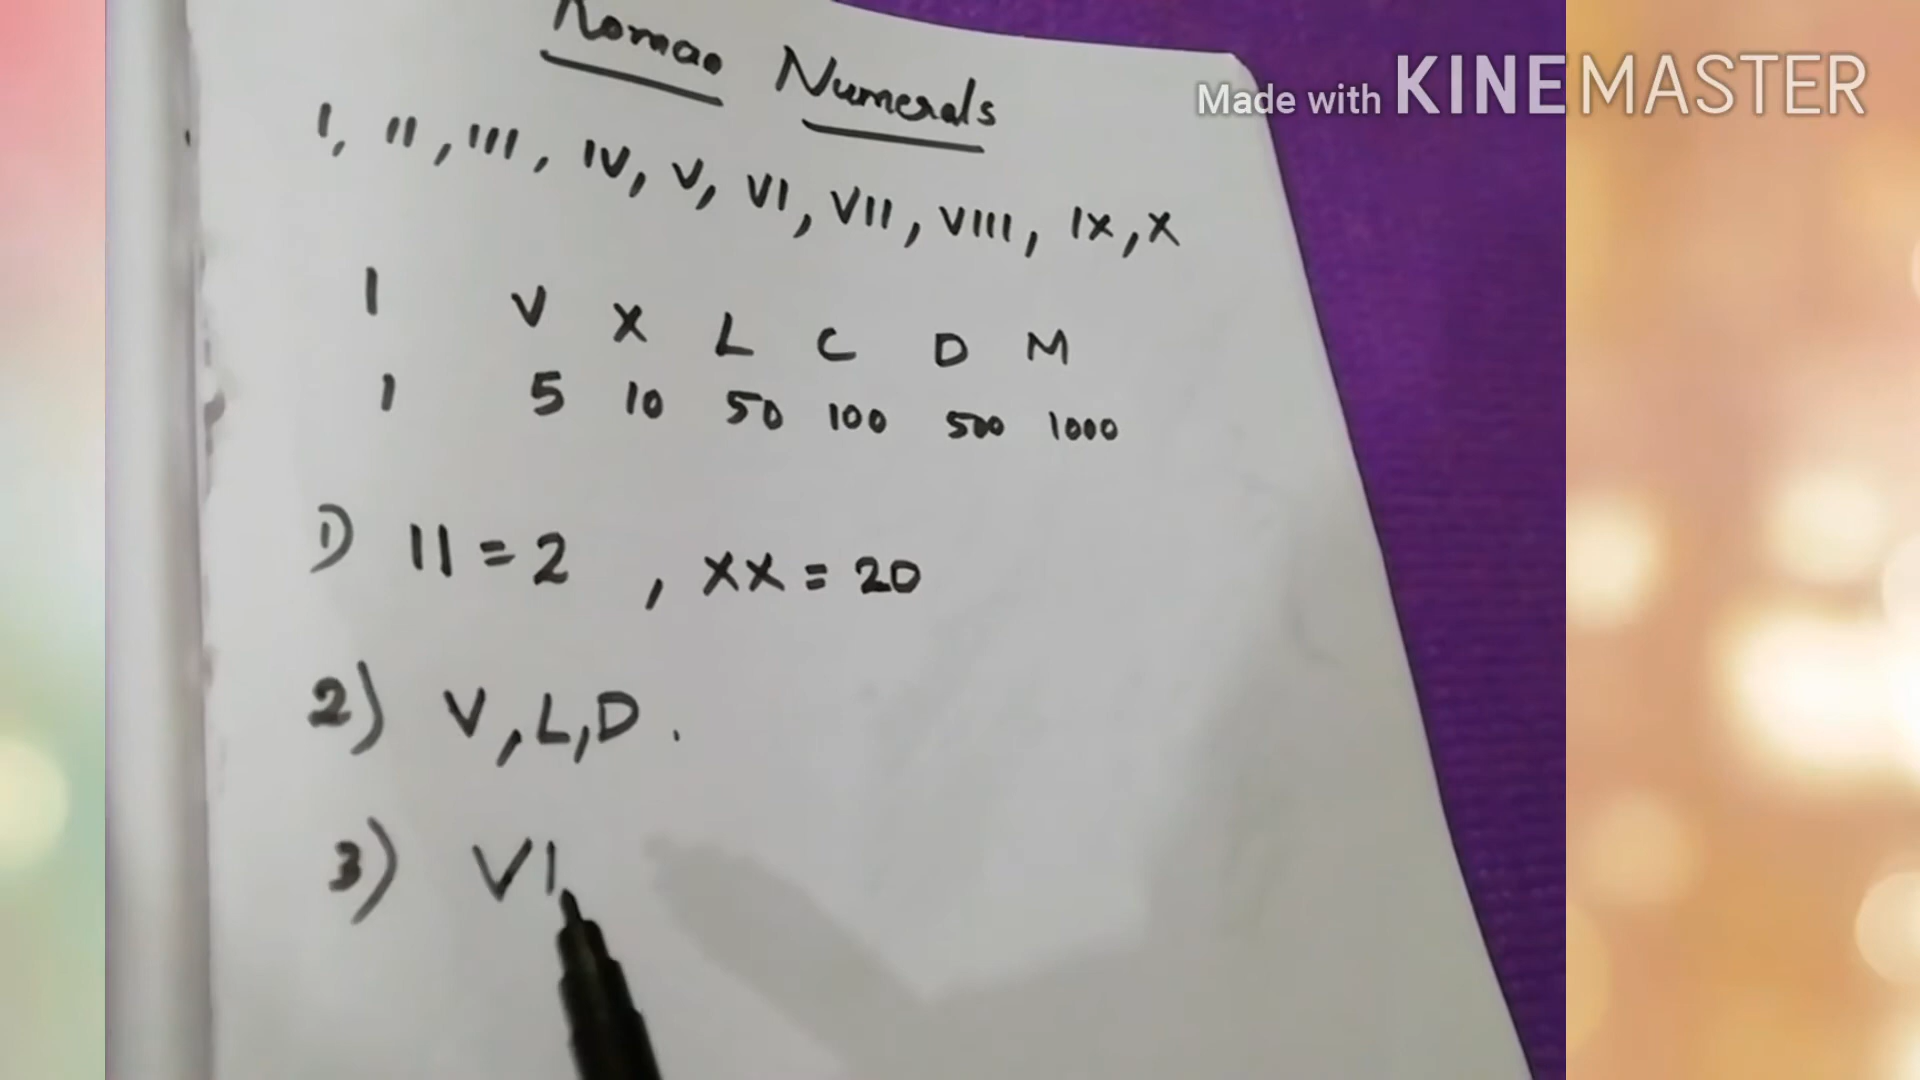 Roman Numerals
Made with KINEMASTER
I, II, III, IV, V, VI, VII, VIII, IX, X
I V X L C D M
1 5 10 50 100 500 1000
1) II = 2 , XX = 20
2) V, L, D.
3) VI